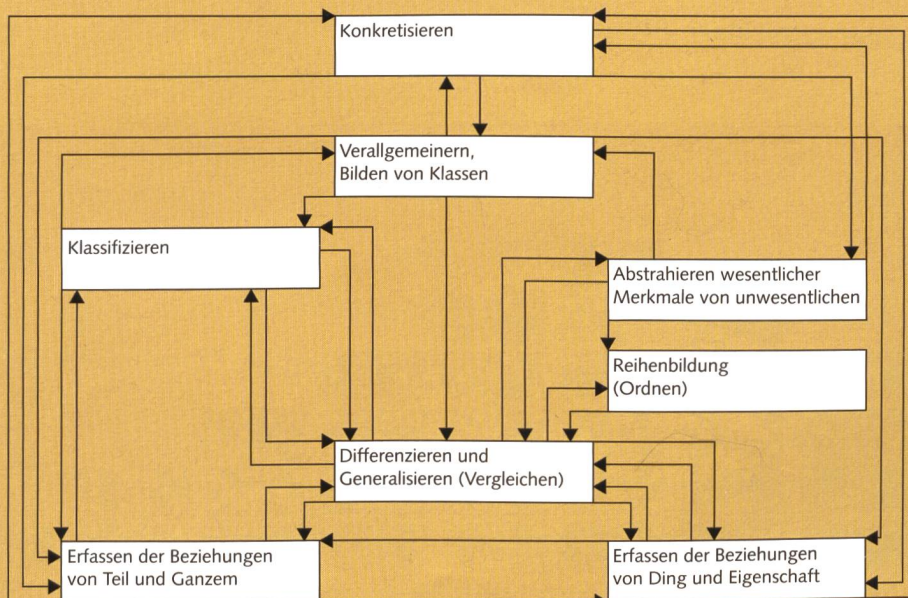 Konkretisieren
Verallgemeinern,
Bilden von Klassen
Klassifizieren
Abstrahieren wesentlicher
Merkmale von unwesentlichen
Reihenbildung
(Ordnen)
Differenzieren und
Generalisieren (Vergleichen)
Erfassen der Beziehungen
von Teil und Ganzem
Erfassen der Beziehungen
von Ding und Eigenschaft